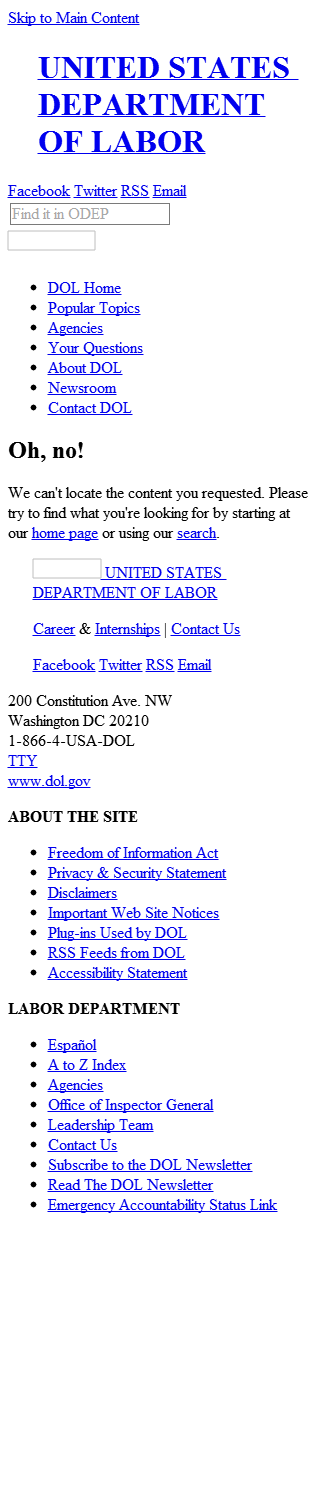 Skip to Main Content
UNITED STATES
DEPARTMENT
OF LABOR
Facebook Twitter RSS Email
Find it in ODEP
DOL Home
Popular Topics
Agencies
Your Questions
About DOL
Newsroom
Contact DOL
Oh, no!
We can't locate the content you requested. Please
try to find what you're looking for by starting at
our home page or using our search.
UNITED STATES
DEPARTMENT OF LABOR
Career & Internships | Contact Us
Facebook Twitter RSS Email
200 Constitution Ave. NW
Washington DC 20210
1-866-4-USA-DOL
TTY
www.dol.gov
ABOUT THE SITE
Freedom of Information Act
Privacy & Security Statement
Disclaimers
Important Web Site Notices
Plug-ins Used by DOL
RSS Feeds from DOL
Accessibility Statement
LABOR DEPARTMENT
Español
A to Z Index
Agencies
Office of Inspector General
Leadership Team
Contact Us
Subscribe to the DOL Newsletter
Read The DOL Newsletter
Emergency Accountability Status Link